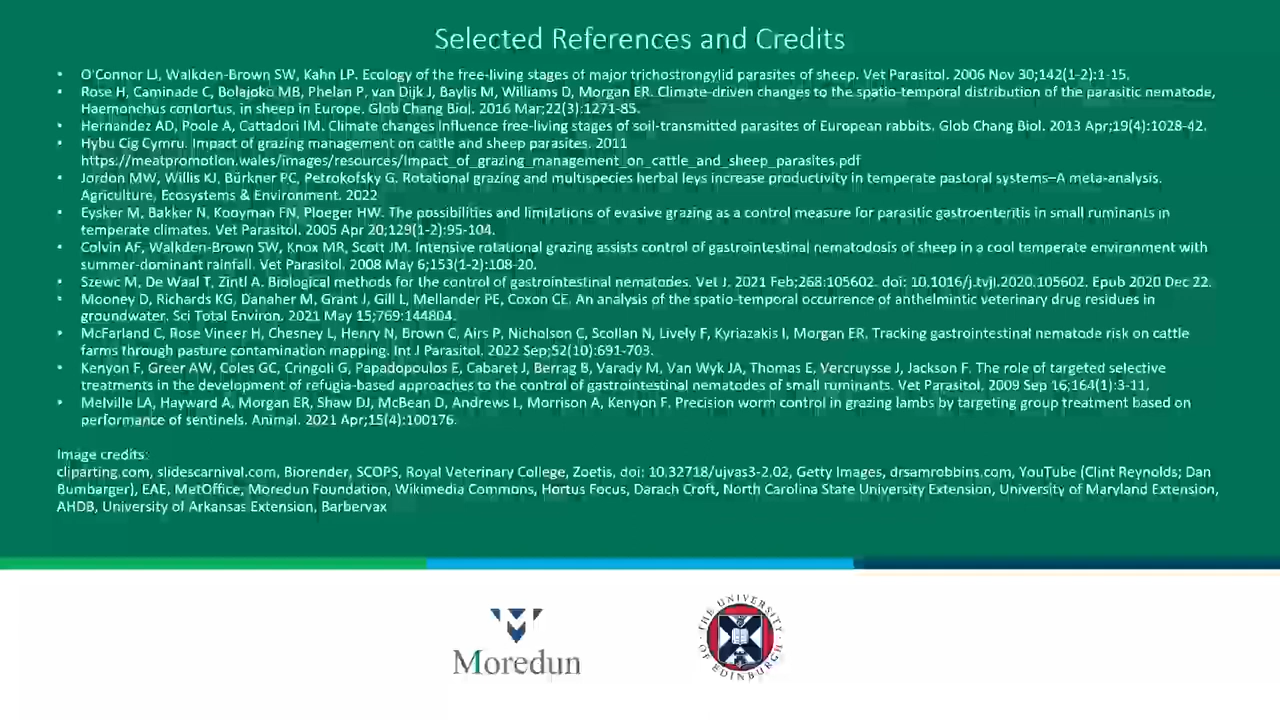 Selected References and Credits
• O'Connor LJ, Walkden-Brown SW, Kahn LP. Ecology of the free-living stages of major trichostrongylid parasites of sheep. Vet Parasitol. 2006 Nov 30;142(1-2):1-15.
• Rose H, Caminade C, Bolajoko MB, Phelan P, van Dijk J, Baylis M, Williams D, Morgan ER. Climate-driven changes to the spatio-temporal distribution of the parasitic nematode,
Haemonchus contortus, in sheep in Europe. Glob Chang Biol. 2016 Mar;22(3):1271-85.
• Hernandez AD, Poole A, Cattadori IM. Climate changes influence free-living stages of soil-transmitted parasites of European rabbits. Glob Chang Biol. 2013 Apr;19(4):1028-42.
• Hybu Cig Cymru. Impact of grazing management on cattle and sheep parasites. 2011
https://meatpromotion.wales/images/resources/Impact_of_grazing_management_on_cattle_and_sheep_parasites.pdf
• Jordon MW, Willis KJ, Bürkner PC, Petrokofsky G. Rotational grazing and multispecies herbal leys increase productivity in temperate pastoral systems–A meta-analysis.
Agriculture, Ecosystems & Environment. 2022
• Eysker M, Bakker N, Kooyman FN, Ploeger HW. The possibilities and limitations of evasive grazing as a control measure for parasitic gastroenteritis in small ruminants in
temperate climates. Vet Parasitol. 2005 Apr 20;129(1-2):95-104.
• Colvin AF, Walkden-Brown SW, Knox MR, Scott JM. Intensive rotational grazing assists control of gastrointestinal nematodosis of sheep in a cool temperate environment with
summer-dominant rainfall. Vet Parasitol. 2008 May 6;153(1-2):108-20.
• Szewc M, De Waal T, Zintl A. Biological methods for the control of gastrointestinal nematodes. Vet J. 2021 Feb;268:105602. doi: 10.1016/j.tvjl.2020.105602. Epub 2020 Dec 22.
• Mooney D, Richards KG, Danaher M, Grant J, Gill L, Mellander PE, Coxon CE. An analysis of the spatio-temporal occurrence of anthelmintic veterinary drug residues in
groundwater. Sci Total Environ. 2021 May 15;769:144804.
• McFarland C, Rose Vineer H, Chesney L, Henry N, Brown C, Airs P, Nicholson C, Scollan N, Lively F, Kyriazakis I, Morgan ER. Tracking gastrointestinal nematode risk on cattle
farms through pasture contamination mapping. Int J Parasitol. 2022 Sep;52(10):691-703.
• Kenyon F, Greer AW, Coles GC, Cringoli G, Papadopoulos E, Cabaret J, Berrag B, Varady M, Van Wyk JA, Thomas E, Vercruysse J, Jackson F. The role of targeted selective
treatments in the development of refugia-based approaches to the control of gastrointestinal nematodes of small ruminants. Vet Parasitol. 2009 Sep 16;164(1):3-11.
• Melville LA, Hayward A, Morgan ER, Shaw DJ, McBean D, Andrews L, Morrison A, Kenyon F. Precision worm control in grazing lambs by targeting group treatment based on
performance of sentinels. Animal. 2021 Apr;15(4):100176.
Image credits:
cliparting.com, slidescarnival.com, Biorender, SCOPS, Royal Veterinary College, Zoetis, doi: 10.32718/ujvas3-2.02, Getty Images, drsamrobbins.com, YouTube (Clint Reynolds; Dan
Bumbarger), EAE, MetOffice, Moredun Foundation, Wikimedia Commons, Hortus Focus, Darach Croft, North Carolina State University Extension, University of Maryland Extension,
AHDB, University of Arkansas Extension, Barbervax
Moredun
THE UNIVERSITY OF EDINBURGH